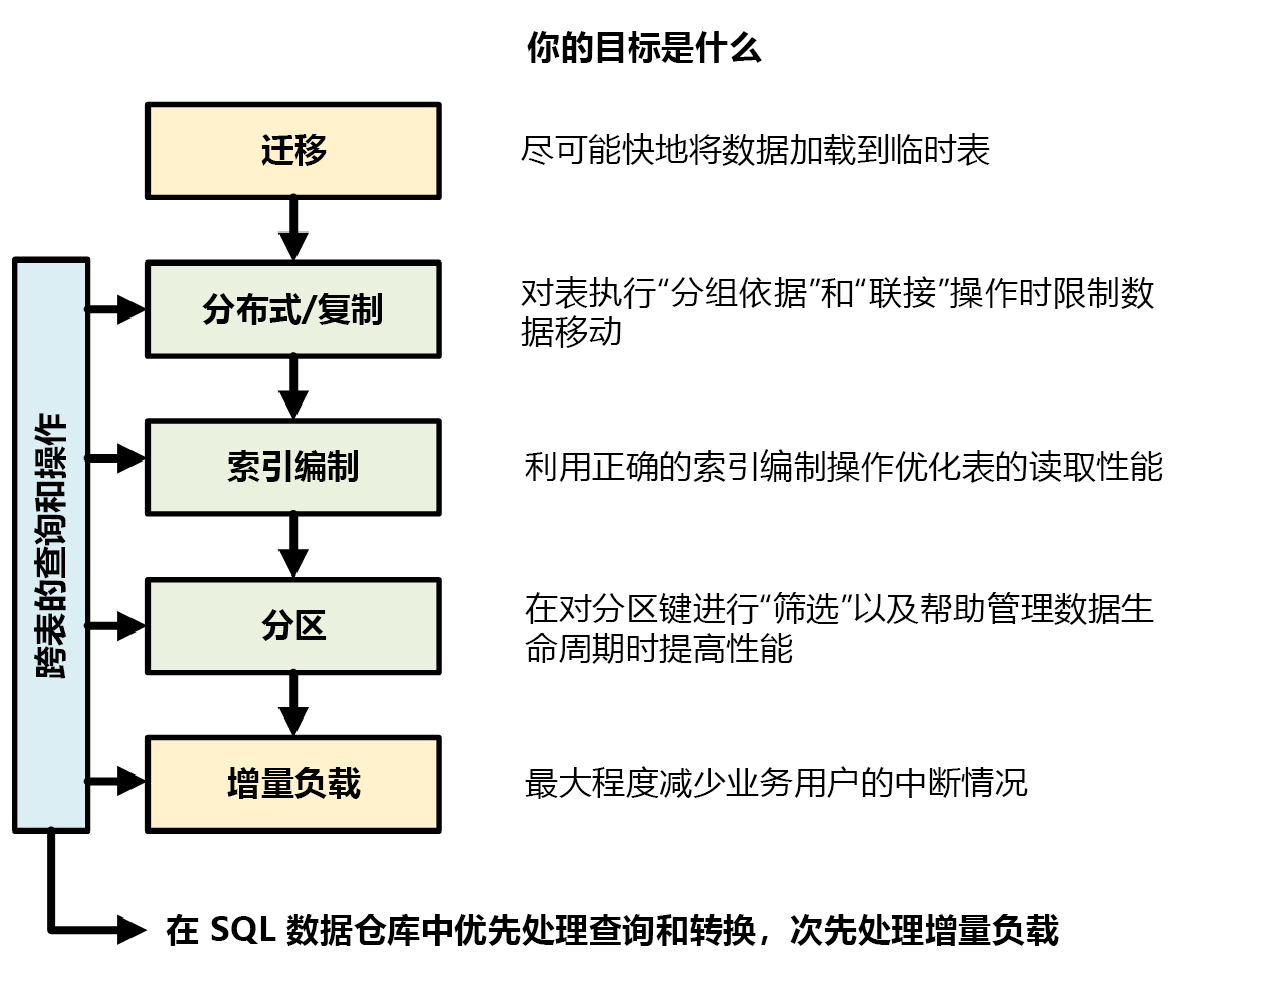 你的目标是什么
迁移
尽可能快地将数据加载到临时表
分布式/复制
对表执行“分组依据”和“联接”操作时限制数
据移动
跨表的查询和操作
索引编制
利用正确的索引编制操作优化表的读取性能
分区
在对分区键进行“筛选”以及帮助管理数据生
命周期时提高性能
增量负载
最大程度减少业务用户的中断情况
在 SQL 数据仓库中优先处理查询和转换，次先处理增量负载